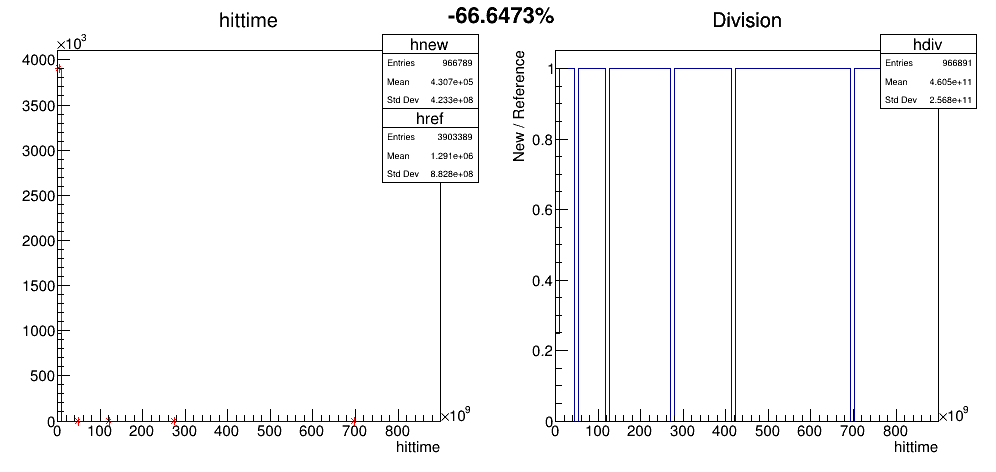 -66.6473%
hittime
×10³
4000
3500
3000
2500
2000
1500
1000
500
0
0 100 200 300 400 500 600 700 800
×10⁹
hittime
hnew
Entries 966789
Mean 4.307e+05
Std Dev 4.233e+08
href
Entries 3903389
Mean 1.291e+06
Std Dev 8.828e+08
Division
New / Reference
1
0.8
0.6
0.4
0.2
0
0 100 200 300 400 500 600 700 800
×10⁹
hittime
hdiv
Entries 966891
Mean 4.605e+11
Std Dev 2.568e+11